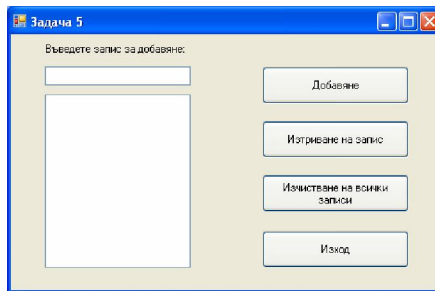 Задача 5
Въведете запис за добавяне:
Добавяне
Изтриване на запис
Изчистване на всички
записи
Изход